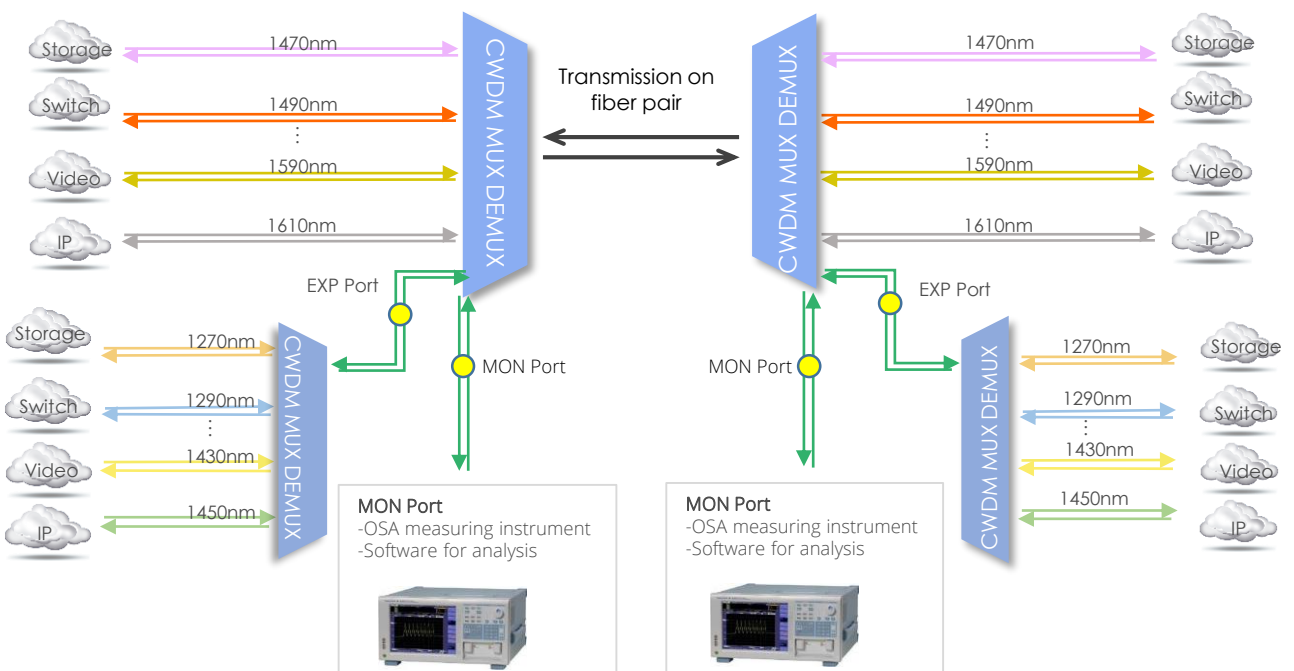 Storage
1470nm
Switch
1490nm
...
Video
1590nm
IP
1610nm
CWDM MUX DEMUX
Transmission on
fiber pair
CWDM MUX DEMUX
1470nm
Storage
1490nm
Switch
...
1590nm
Video
1610nm
IP
EXP Port
EXP Port
MON Port
MON Port
Storage
1270nm
Switch
1290nm
...
Video
1430nm
IP
1450nm
CWDM MUX DEMUX
CWDM MUX DEMUX
1270nm
Storage
1290nm
Switch
...
1430nm
Video
1450nm
IP
MON Port
-OSA measuring instrument
-Software for analysis
MON Port
-OSA measuring instrument
-Software for analysis